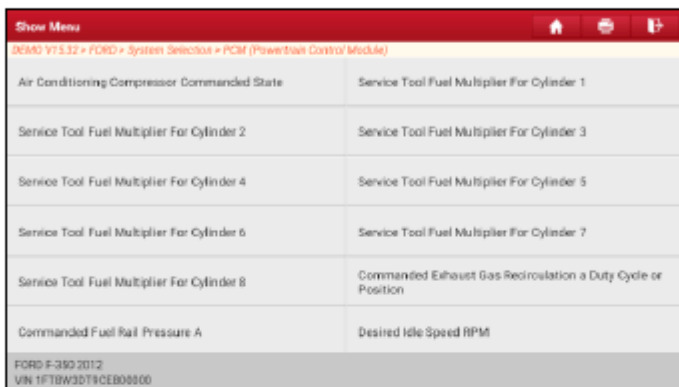 Show Menu
DEMO V15.32 > FORD > System Selection > PCM (Powertrain Control Module)
Air Conditioning Compressor Commanded State
Service Tool Fuel Multiplier For Cylinder 1
Service Tool Fuel Multiplier For Cylinder 2
Service Tool Fuel Multiplier For Cylinder 3
Service Tool Fuel Multiplier For Cylinder 4
Service Tool Fuel Multiplier For Cylinder 5
Service Tool Fuel Multiplier For Cylinder 6
Service Tool Fuel Multiplier For Cylinder 7
Service Tool Fuel Multiplier For Cylinder 8
Commanded Exhaust Gas Recirculation a Duty Cycle or
Position
Commanded Fuel Rail Pressure A
Desired Idle Speed RPM
FORD F-350 2012
VIN 1FT8W3DT9CEB00000